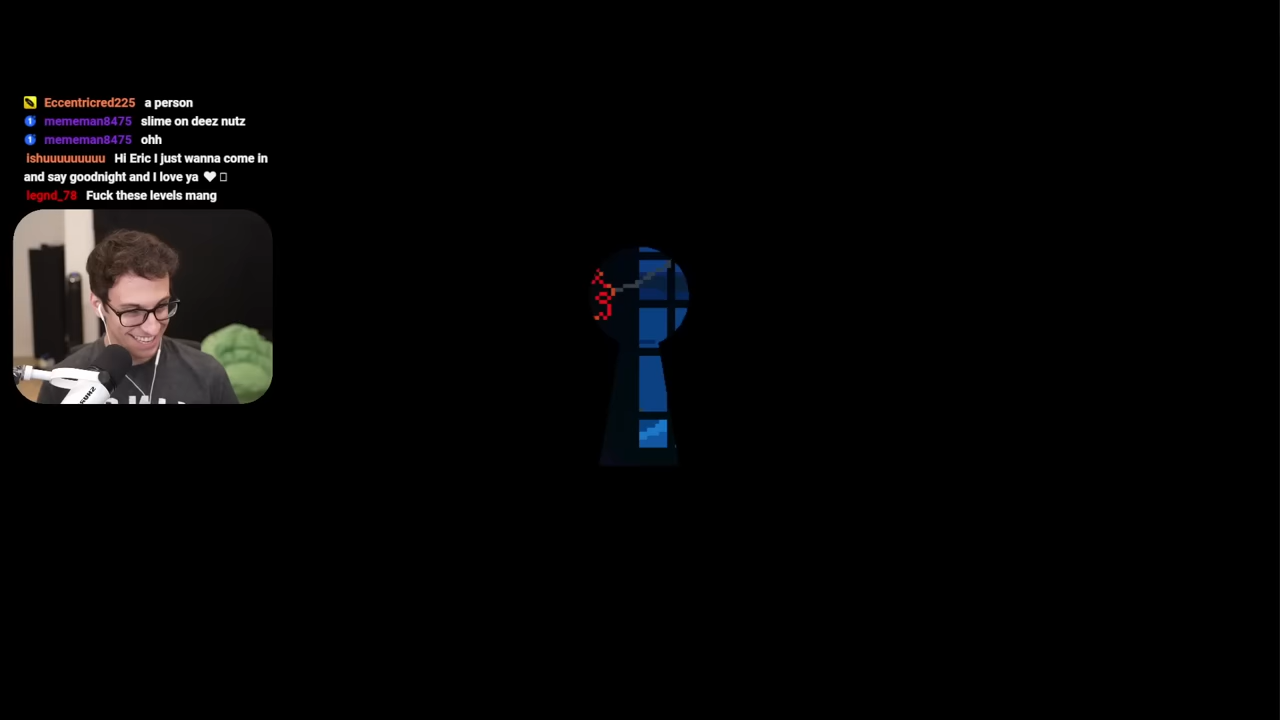 Eccentricred225 a person
mememan8475 slime on deez nutz
mememan8475 ohh
ishuuuuuuuuu Hi Eric I just wanna come in
and say goodnight and I love ya ♥
legnd_78 Fuck these levels mang